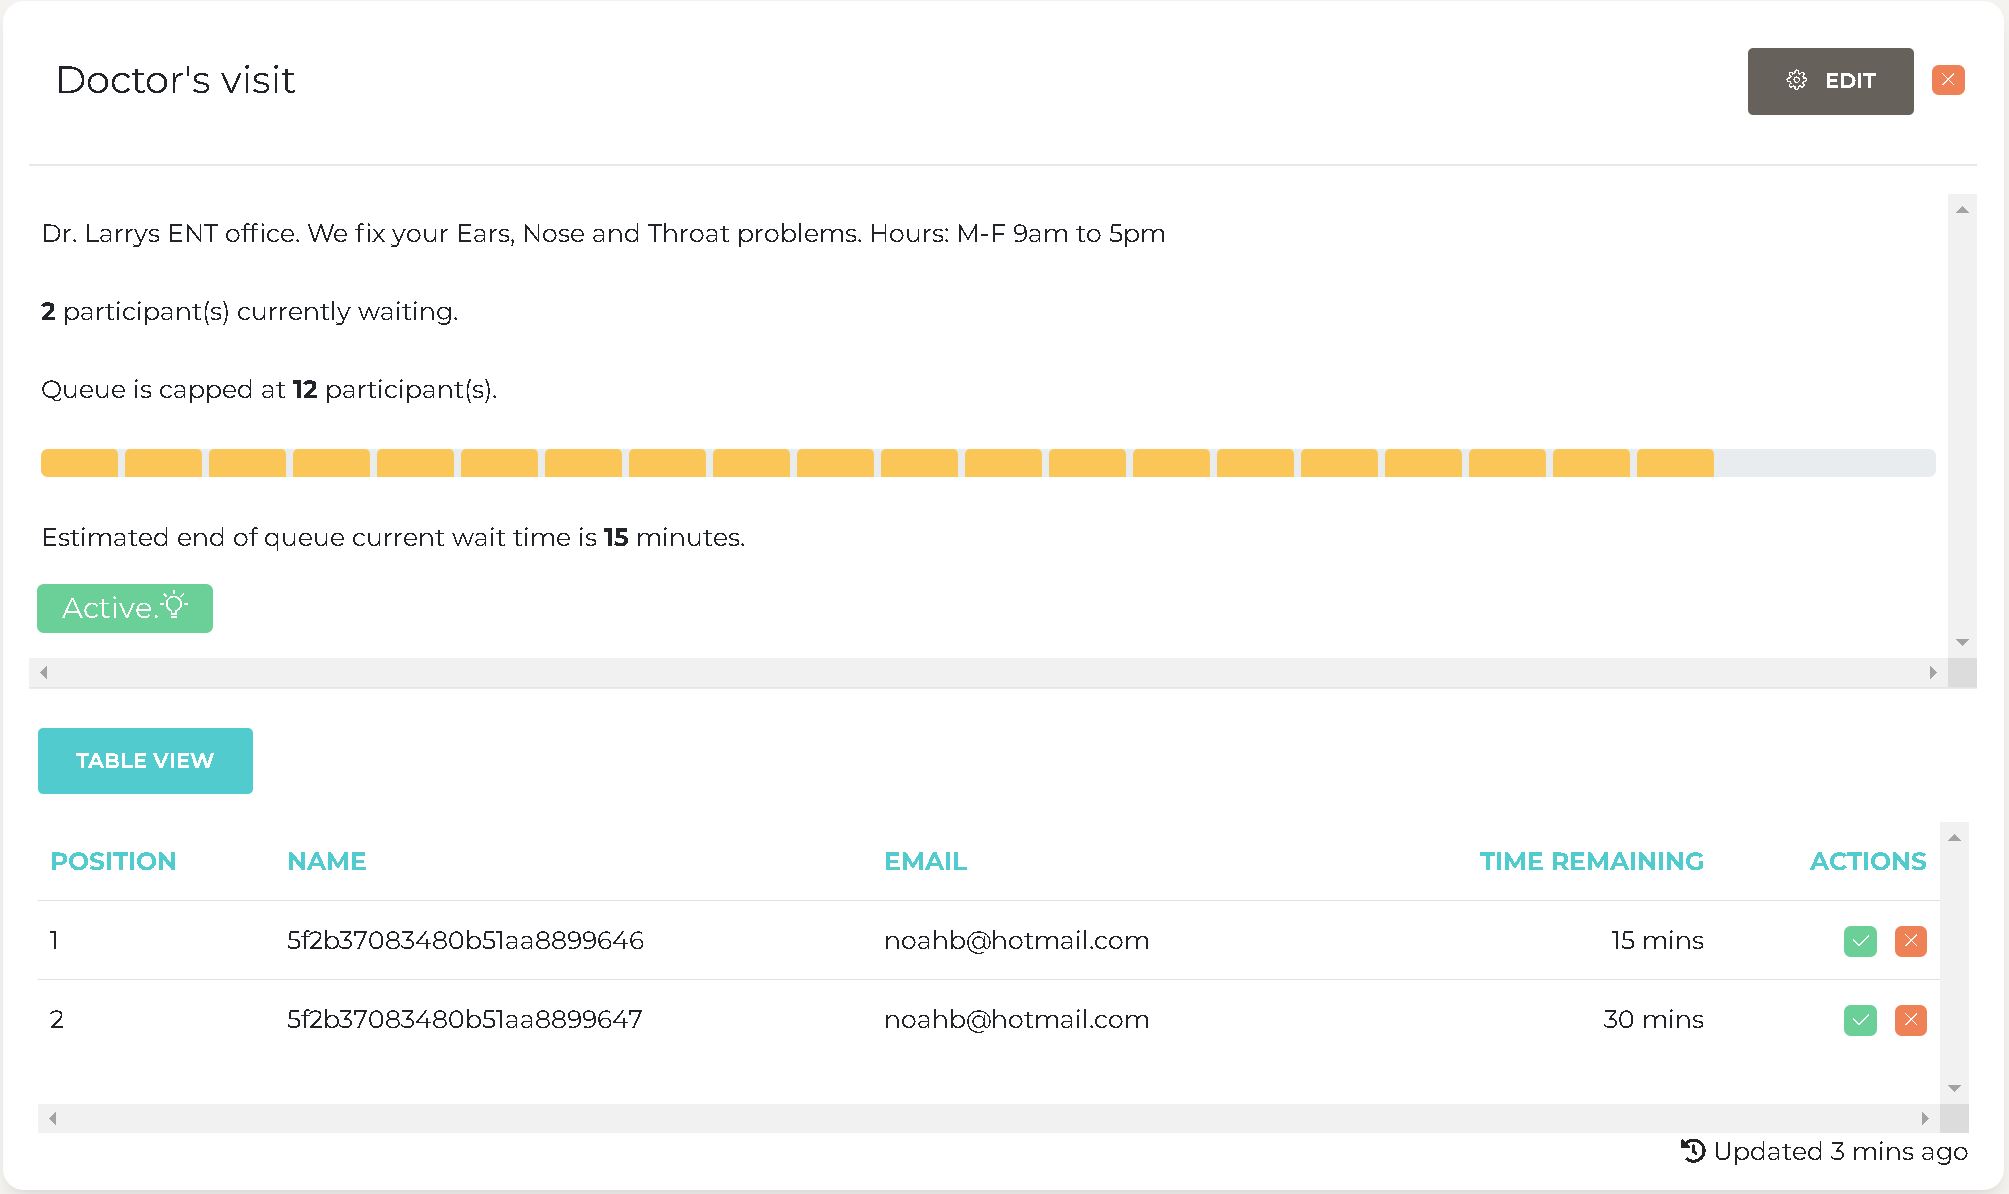 Doctor's visit
EDIT
Dr. Larrys ENT office. We fix your Ears, Nose and Throat problems. Hours: M-F 9am to 5pm
2 participant(s) currently waiting.
Queue is capped at 12 participant(s).
Estimated end of queue current wait time is 15 minutes.
Active.
TABLE VIEW
POSITION NAME EMAIL TIME REMAINING ACTIONS
1 5f2b37083480b51aa8899646 noahb@hotmail.com 15 mins
2 5f2b37083480b51aa8899647 noahb@hotmail.com 30 mins
Updated 3 mins ago